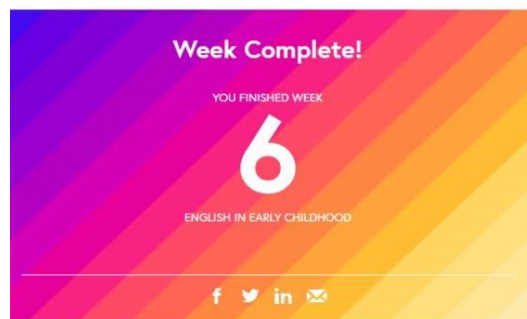 Week Complete!
YOU FINISHED WEEK
6
ENGLISH IN EARLY CHILDHOOD